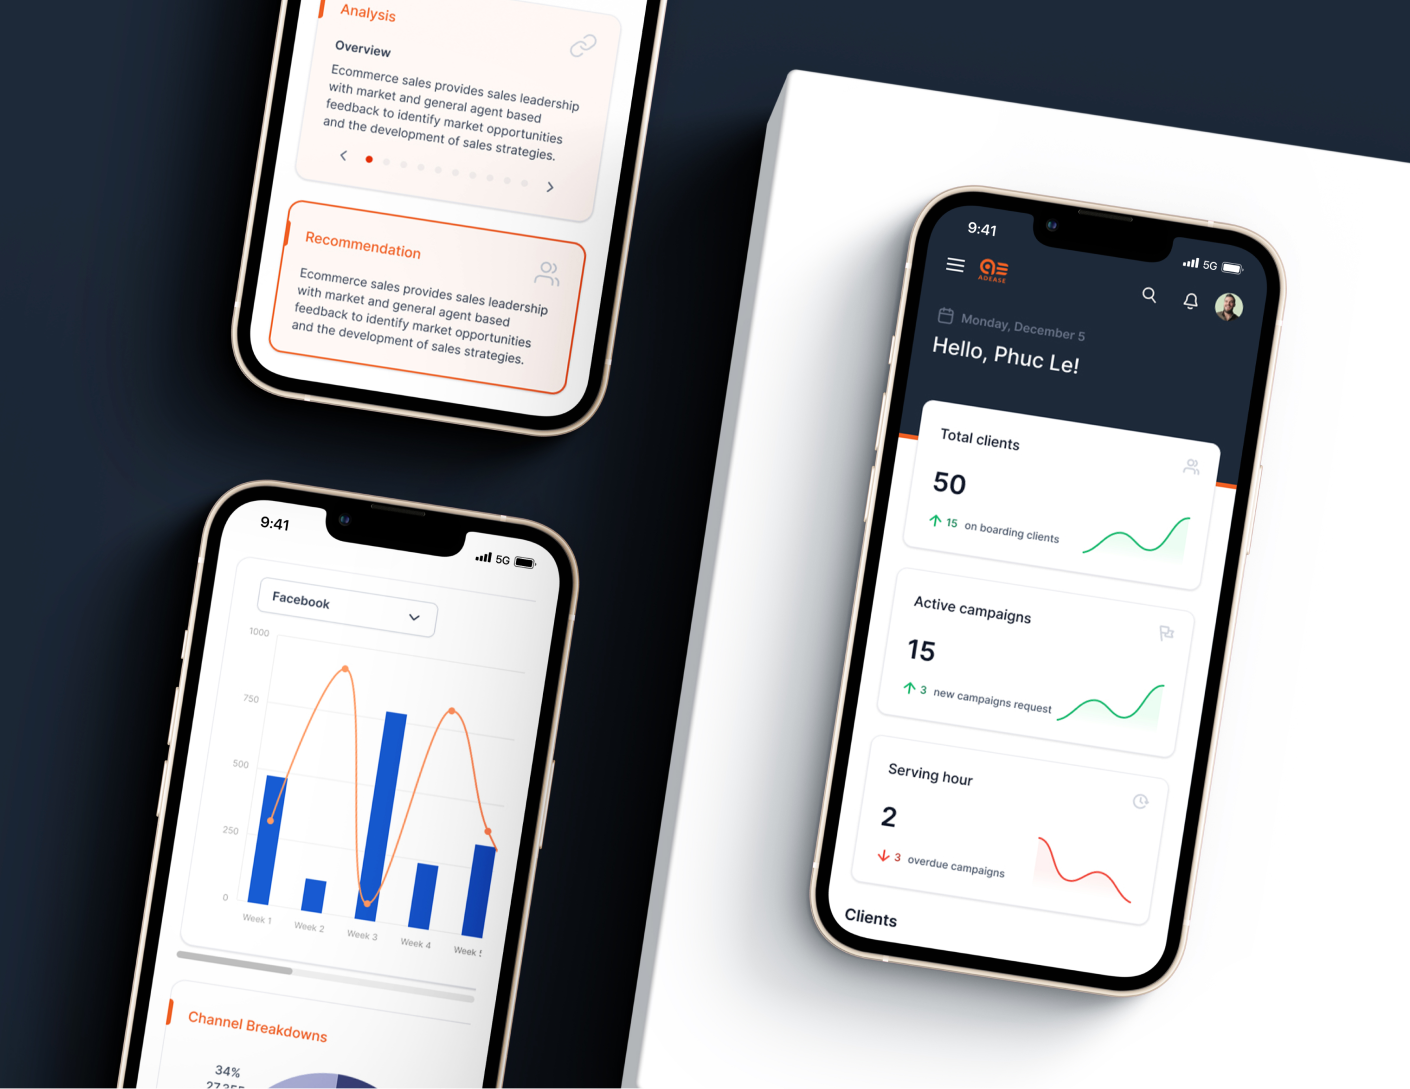 Analysis
Overview
Ecommerce sales provides sales leadership
with market and general agent based
feedback to identify market opportunities
and the development of sales strategies.
Recommendation
Ecommerce sales provides sales leadership
with market and general agent based
feedback to identify market opportunities
and the development of sales strategies.
9:41
5G
Facebook
1000
750
500
250
0
Week 1
Week 2
Week 3
Week 4
Week
Channel Breakdowns
34%
9:41
5G
ADEASE
Monday, December 5
Hello, Phuc Le!
Total clients
50
15 on boarding clients
Active campaigns
15
3 new campaigns request
Serving hour
2
3 overdue campaigns
Clients